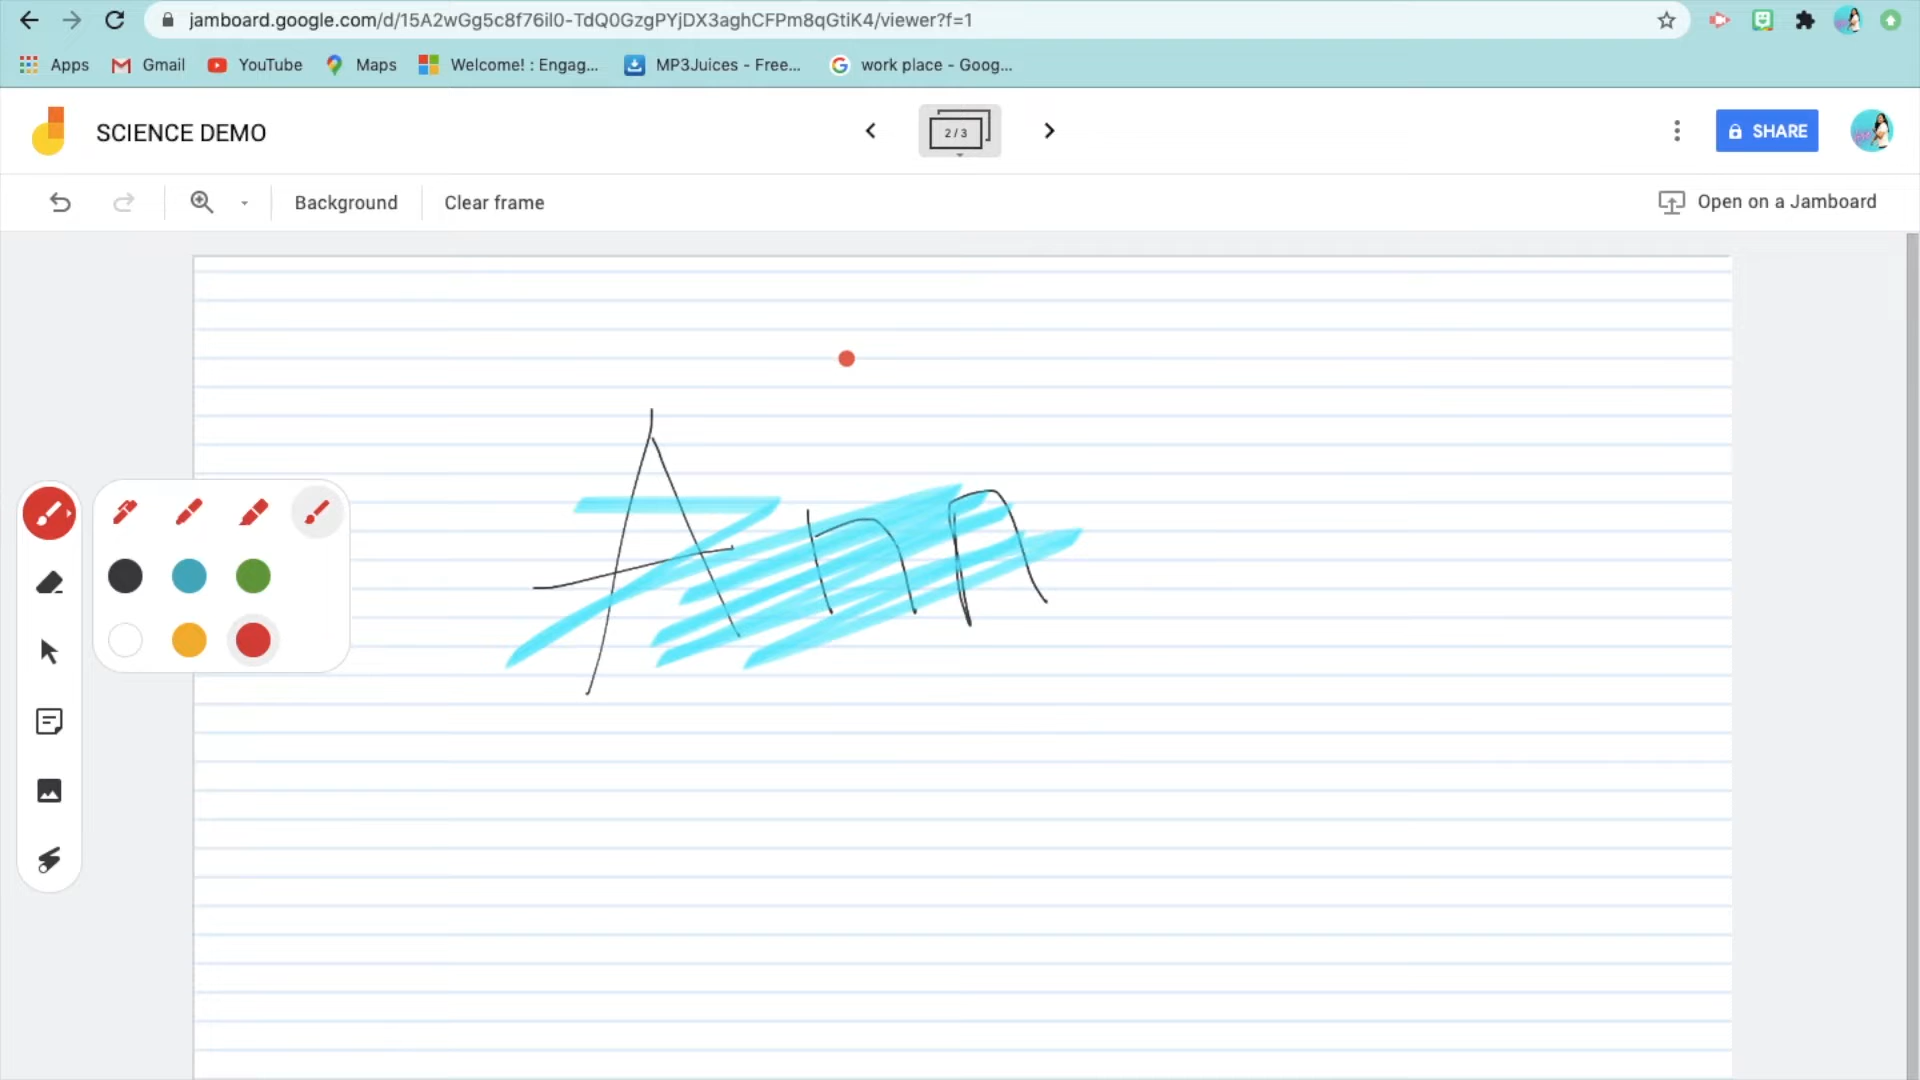 jamboard.google.com/d/15A2wGg5c8f76il0-TdQ0GzgPYjDX3aghCFPm8qGtiK4/viewer?f=1
Apps Gmail YouTube Maps Welcome! : Engag... MP3Juices - Free... work place - Goog...
SCIENCE DEMO 2 / 3 SHARE
Background Clear frame Open on a Jamboard
Ann